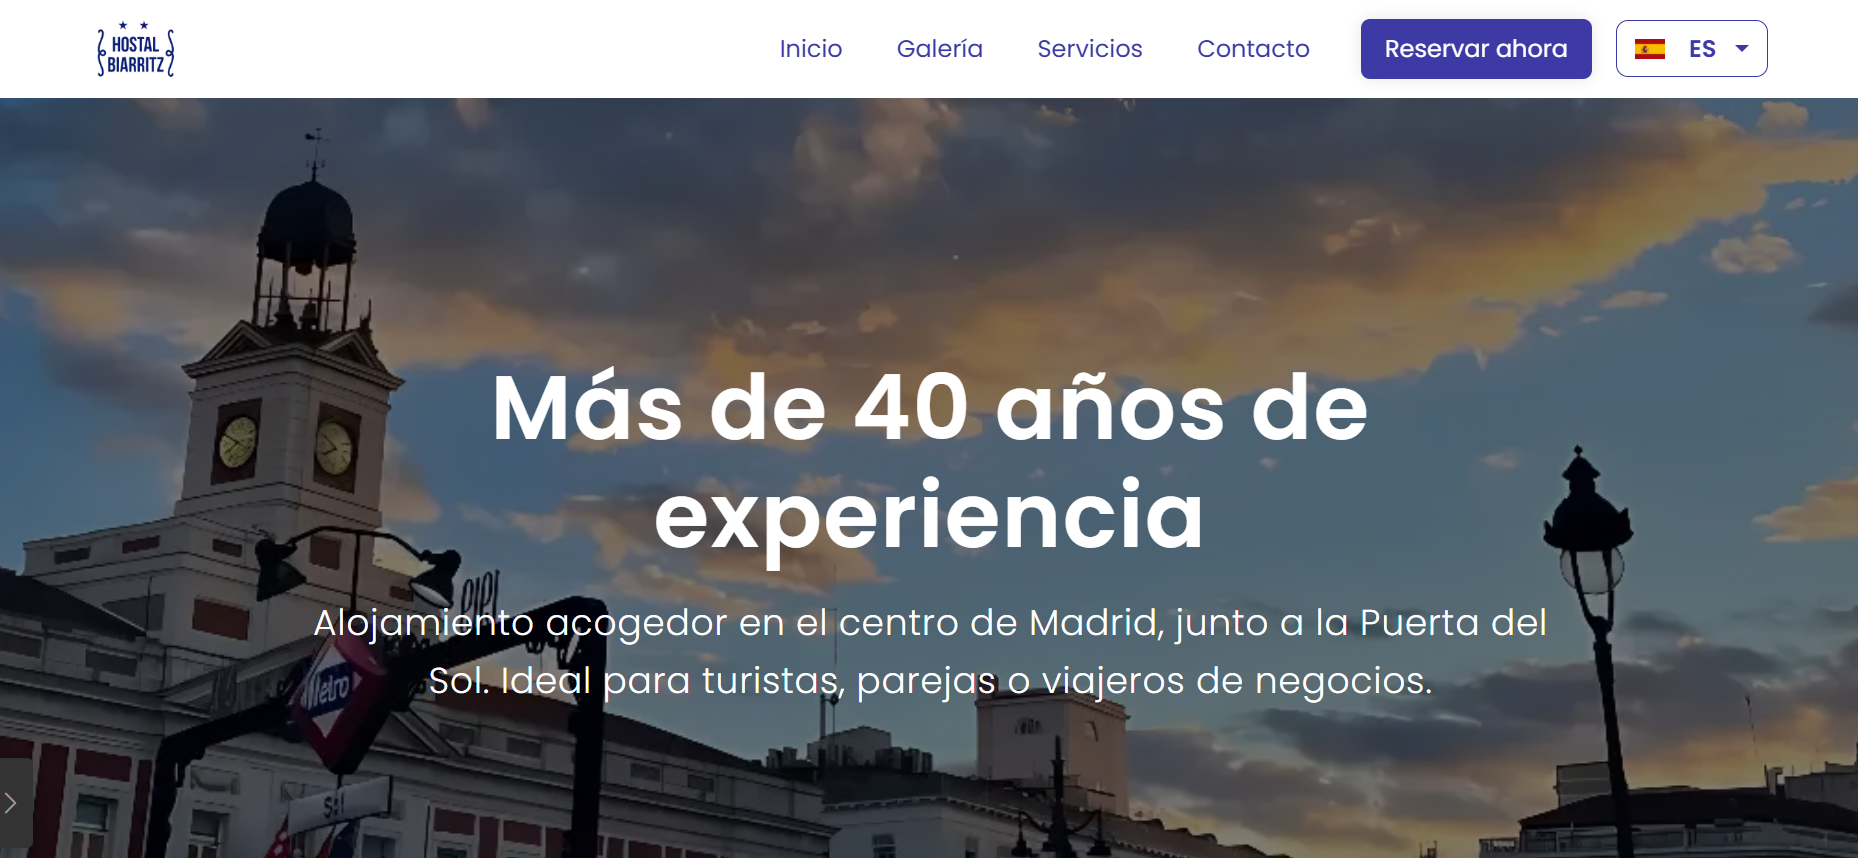 HOSTAL
BIARRITZ
Inicio
Galería
Servicios
Contacto
Reservar ahora
ES
Más de 40 años de
experiencia
Alojamiento acogedor en el centro de Madrid, junto a la Puerta del
Sol. Ideal para turistas, parejas o viajeros de negocios.
Metro
Sol